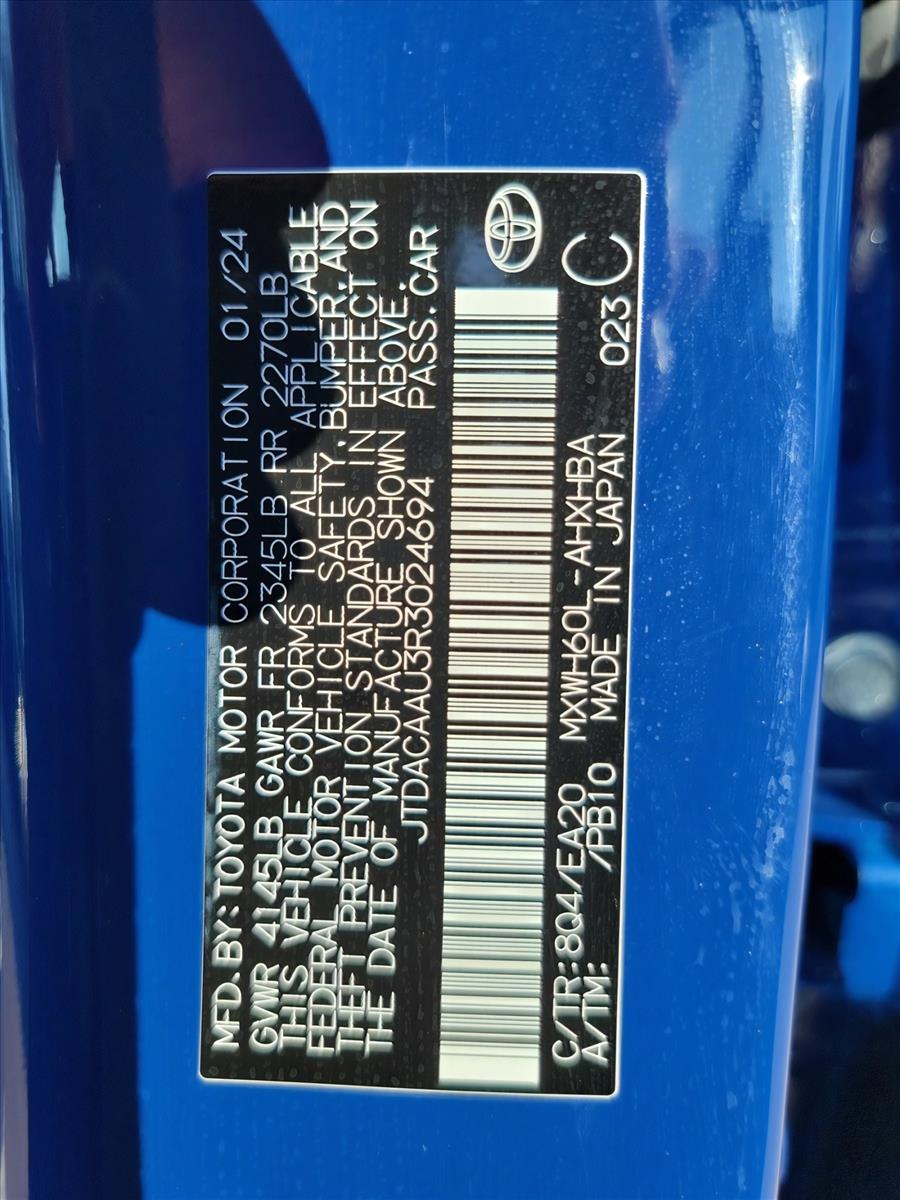 MFD.BY:TOYOTA MOTOR CORPORATION 01/24
GVWR 4145LB GAWR FR 2345LB RR 2270LB
THIS VEHICLE CONFORMS TO ALL APPLICABLE
FEDERAL MOTOR VEHICLE SAFETY, BUMPER, AND
THEFT PREVENTION STANDARDS IN EFFECT ON
THE DATE OF MANUFACTURE SHOWN ABOVE.
JTDACAAU3R3024694 PASS.CAR
C/TR:8Q4/EA20 MXWH60L-AHXHBA
A/TM: /PB10 MADE IN JAPAN 023 C